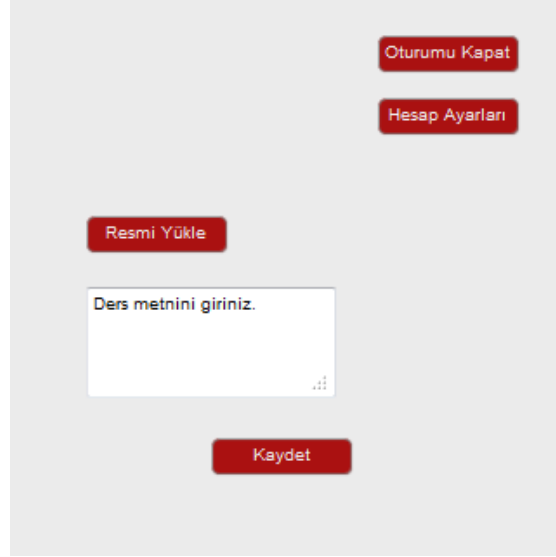 Oturumu Kapat
Hesap Ayarları
Resmi Yükle
Ders metnini giriniz.
Kaydet